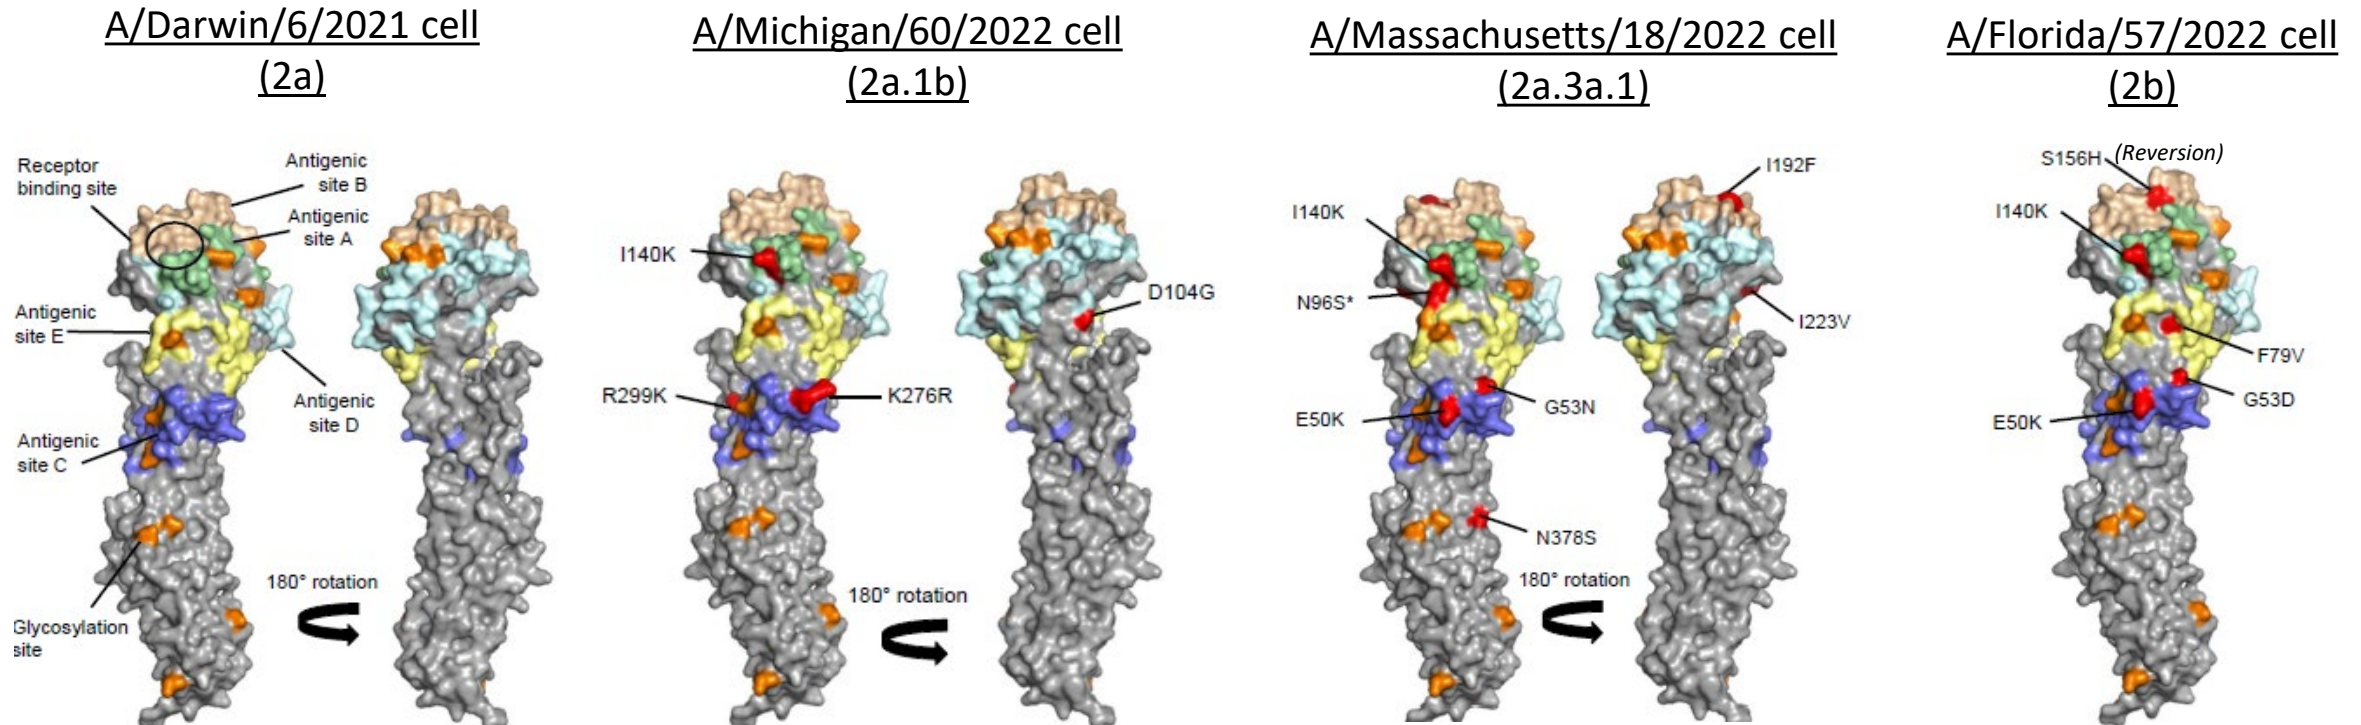 A/Darwin/6/2021 cell
(2a)
Receptor
binding site
Antigenic
site B
Antigenic
site A
Antigenic
site E
Antigenic
site D
Antigenic
site C
180° rotation
Glycosylation
site
A/Michigan/60/2022 cell
(2a.1b)
I140K
D104G
R299K
K276R
180° rotation
A/Massachusetts/18/2022 cell
(2a.3a.1)
I192F
I140K
N96S*
I223V
G53N
E50K
N378S
180° rotation
A/Florida/57/2022 cell
(2b)
S156H (Reversion)
I140K
F79V
G53D
E50K